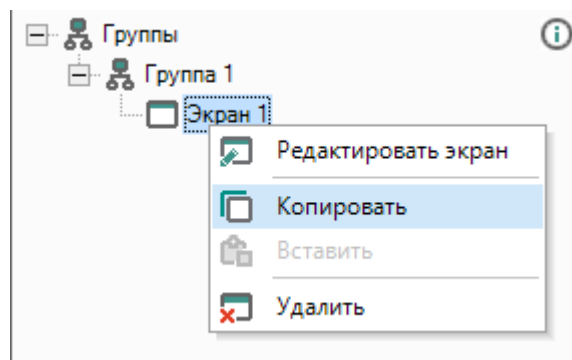 Группы
Группа 1
Экран 1
Редактировать экран
Копировать
Вставить
Удалить